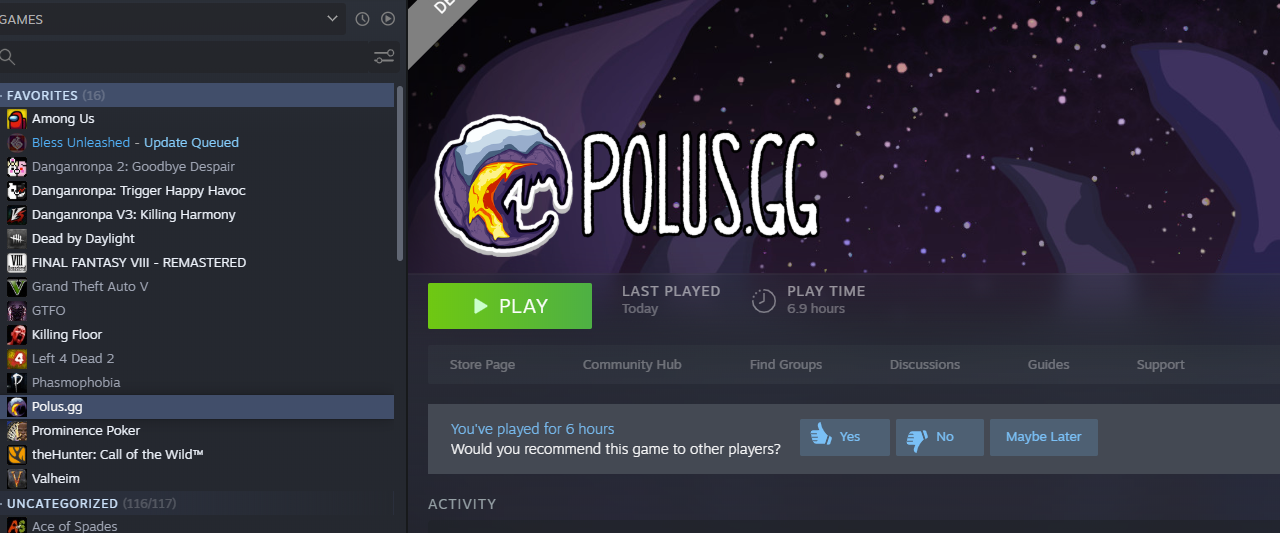 GAMES
FAVORITES (16)
Among Us
Bless Unleashed - Update Queued
Danganronpa 2: Goodbye Despair
Danganronpa: Trigger Happy Havoc
Danganronpa V3: Killing Harmony
Dead by Daylight
FINAL FANTASY VIII - REMASTERED
Grand Theft Auto V
GTFO
Killing Floor
Left 4 Dead 2
Phasmophobia
Polus.gg
Prominence Poker
theHunter: Call of the Wild™
Valheim
UNCATEGORIZED (116/117)
Ace of Spades
POLUS.GG
PLAY
LAST PLAYED
Today
PLAY TIME
6.9 hours
Store Page
Community Hub
Find Groups
Discussions
Guides
Support
You've played for 6 hours
Would you recommend this game to other players?
Yes
No
Maybe Later
ACTIVITY